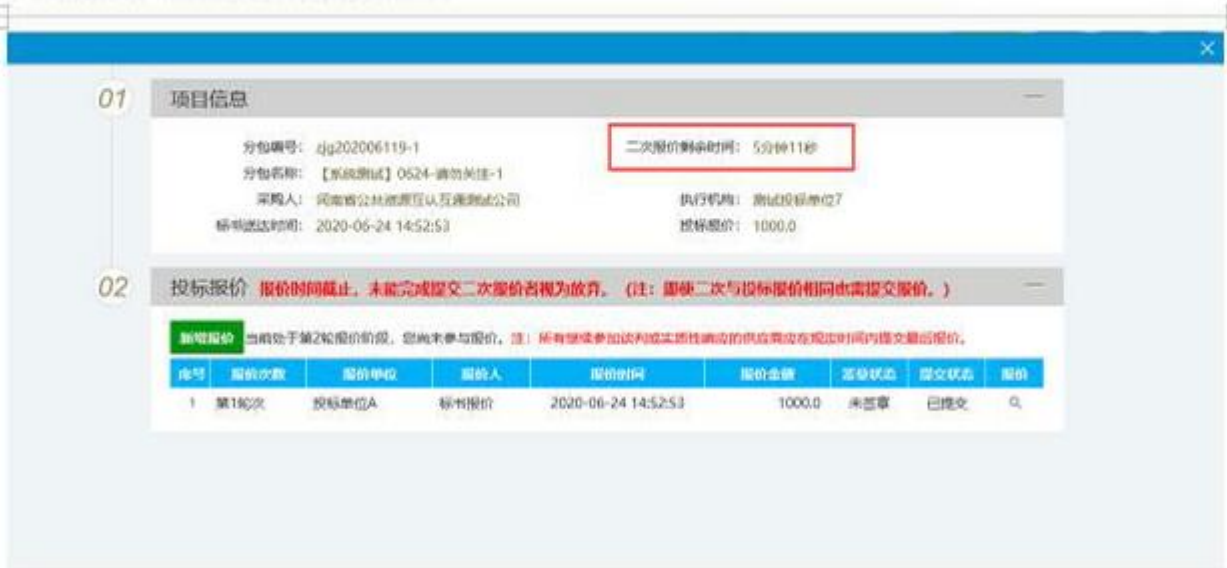 01 项目信息
分包编号: zjg202006119-1 二次报价剩余时间: 5分钟11秒
分包名称: 【系统测试】0624-请勿关注-1
采购人: 河南省公共资源互认互通测试公司 执行机构: 测试投标单位7
标书送达时间: 2020-06-24 14:52:53 投标报价: 1000.0
02 投标报价 报价时间截止,未能完成提交二次报价者视为放弃。(注:即使二次与投标报价相同也需提交报价。)
新增报价 当前处于第2轮报价阶段,您尚未参与报价。注:所有继续参加谈判或实质性响应的供应商应在规定时间内提交最后报价。
序号 报价次数 报价单位 报价人 报价时间 报价金额 签章状态 提交状态 报价
1 第1轮次 投标单位A 标书报价 2020-06-24 14:52:53 1000.0 未签章 已提交